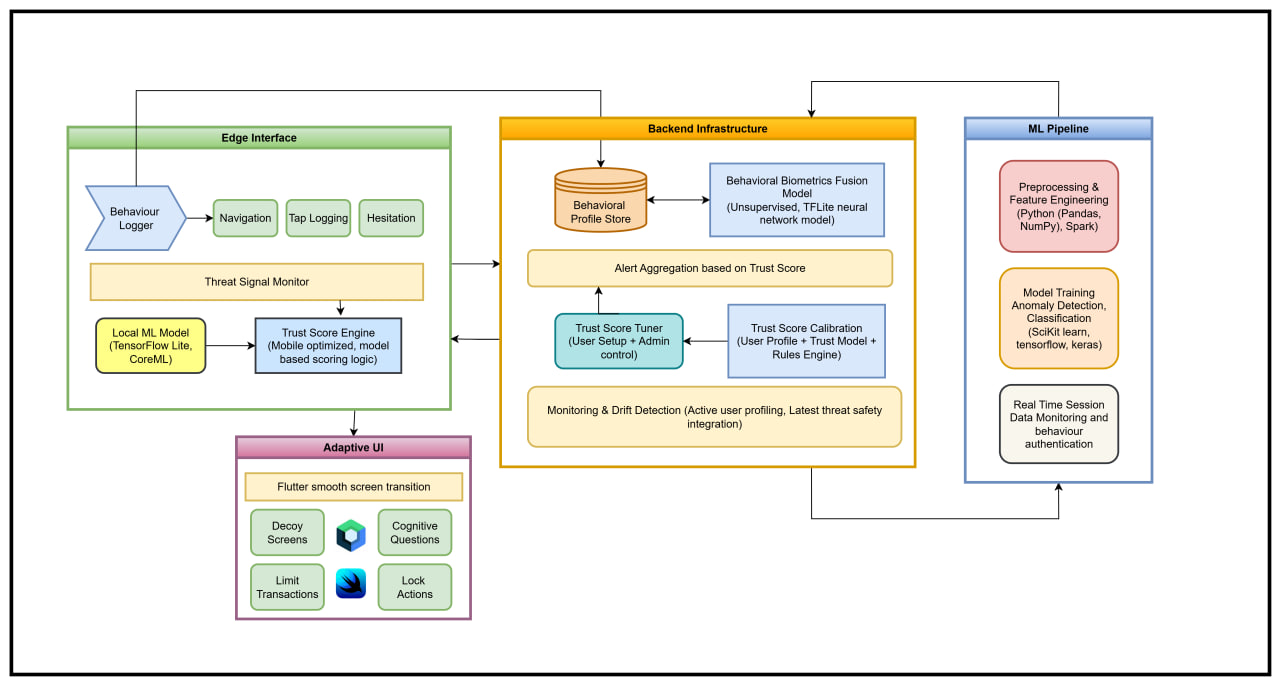 Edge Interface
Behaviour
Logger
Navigation
Tap Logging
Hesitation
Threat Signal Monitor
Local ML Model
(TensorFlow Lite,
CoreML)
Trust Score Engine
(Mobile optimized, model
based scoring logic)
Adaptive UI
Flutter smooth screen transition
Decoy
Screens
Cognitive
Questions
Limit
Transactions
Lock
Actions
Backend Infrastructure
Behavioral
Profile Store
Behavioral Biometrics Fusion
Model
(Unsupervised, TFLite neural
network model)
Alert Aggregation based on Trust Score
Trust Score Tuner
(User Setup + Admin
control)
Trust Score Calibration
(User Profile + Trust Model +
Rules Engine)
Monitoring & Drift Detection (Active user profiling, Latest threat safety
integration)
ML Pipeline
Preprocessing &
Feature Engineering
(Python (Pandas,
NumPy), Spark)
Model Training
Anomaly Detection,
Classification
(SciKit learn,
tensorflow, keras)
Real Time Session
Data Monitoring and
behaviour
authentication